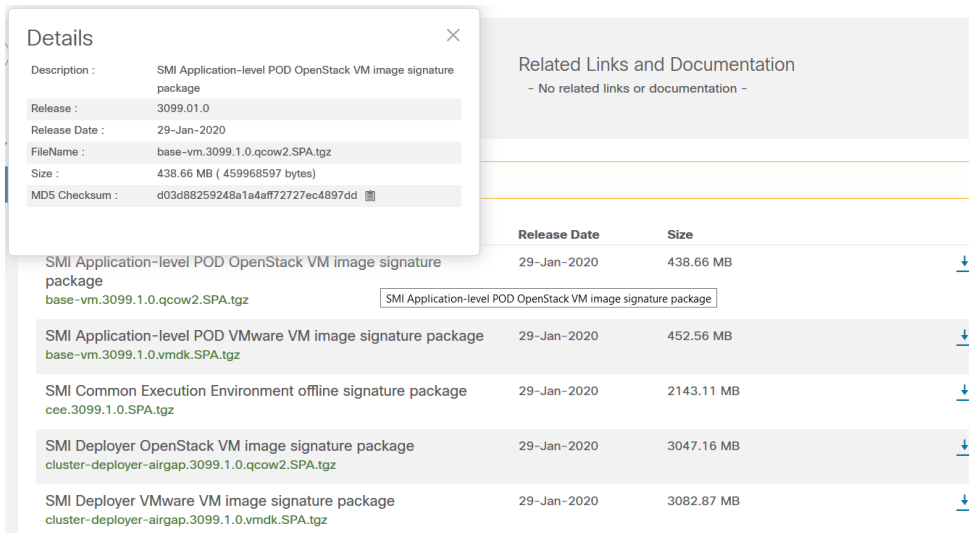 Details
Description : SMI Application-level POD OpenStack VM image signature
package
Release : 3099.01.0
Release Date : 29-Jan-2020
FileName : base-vm.3099.1.0.qcow2.SPA.tgz
Size : 438.66 MB ( 459968597 bytes)
MD5 Checksum : d03d88259248a1a4aff72727ec4897dd
Related Links and Documentation
- No related links or documentation -
Release Date Size
SMI Application-level POD OpenStack VM image signature 29-Jan-2020 438.66 MB
package
base-vm.3099.1.0.qcow2.SPA.tgz
SMI Application-level POD OpenStack VM image signature package
SMI Application-level POD VMware VM image signature package 29-Jan-2020 452.56 MB
base-vm.3099.1.0.vmdk.SPA.tgz
SMI Common Execution Environment offline signature package 29-Jan-2020 2143.11 MB
cee.3099.1.0.SPA.tgz
SMI Deployer OpenStack VM image signature package 29-Jan-2020 3047.16 MB
cluster-deployer-airgap.3099.1.0.qcow2.SPA.tgz
SMI Deployer VMware VM image signature package 29-Jan-2020 3082.87 MB
cluster-deployer-airgap.3099.1.0.vmdk.SPA.tgz